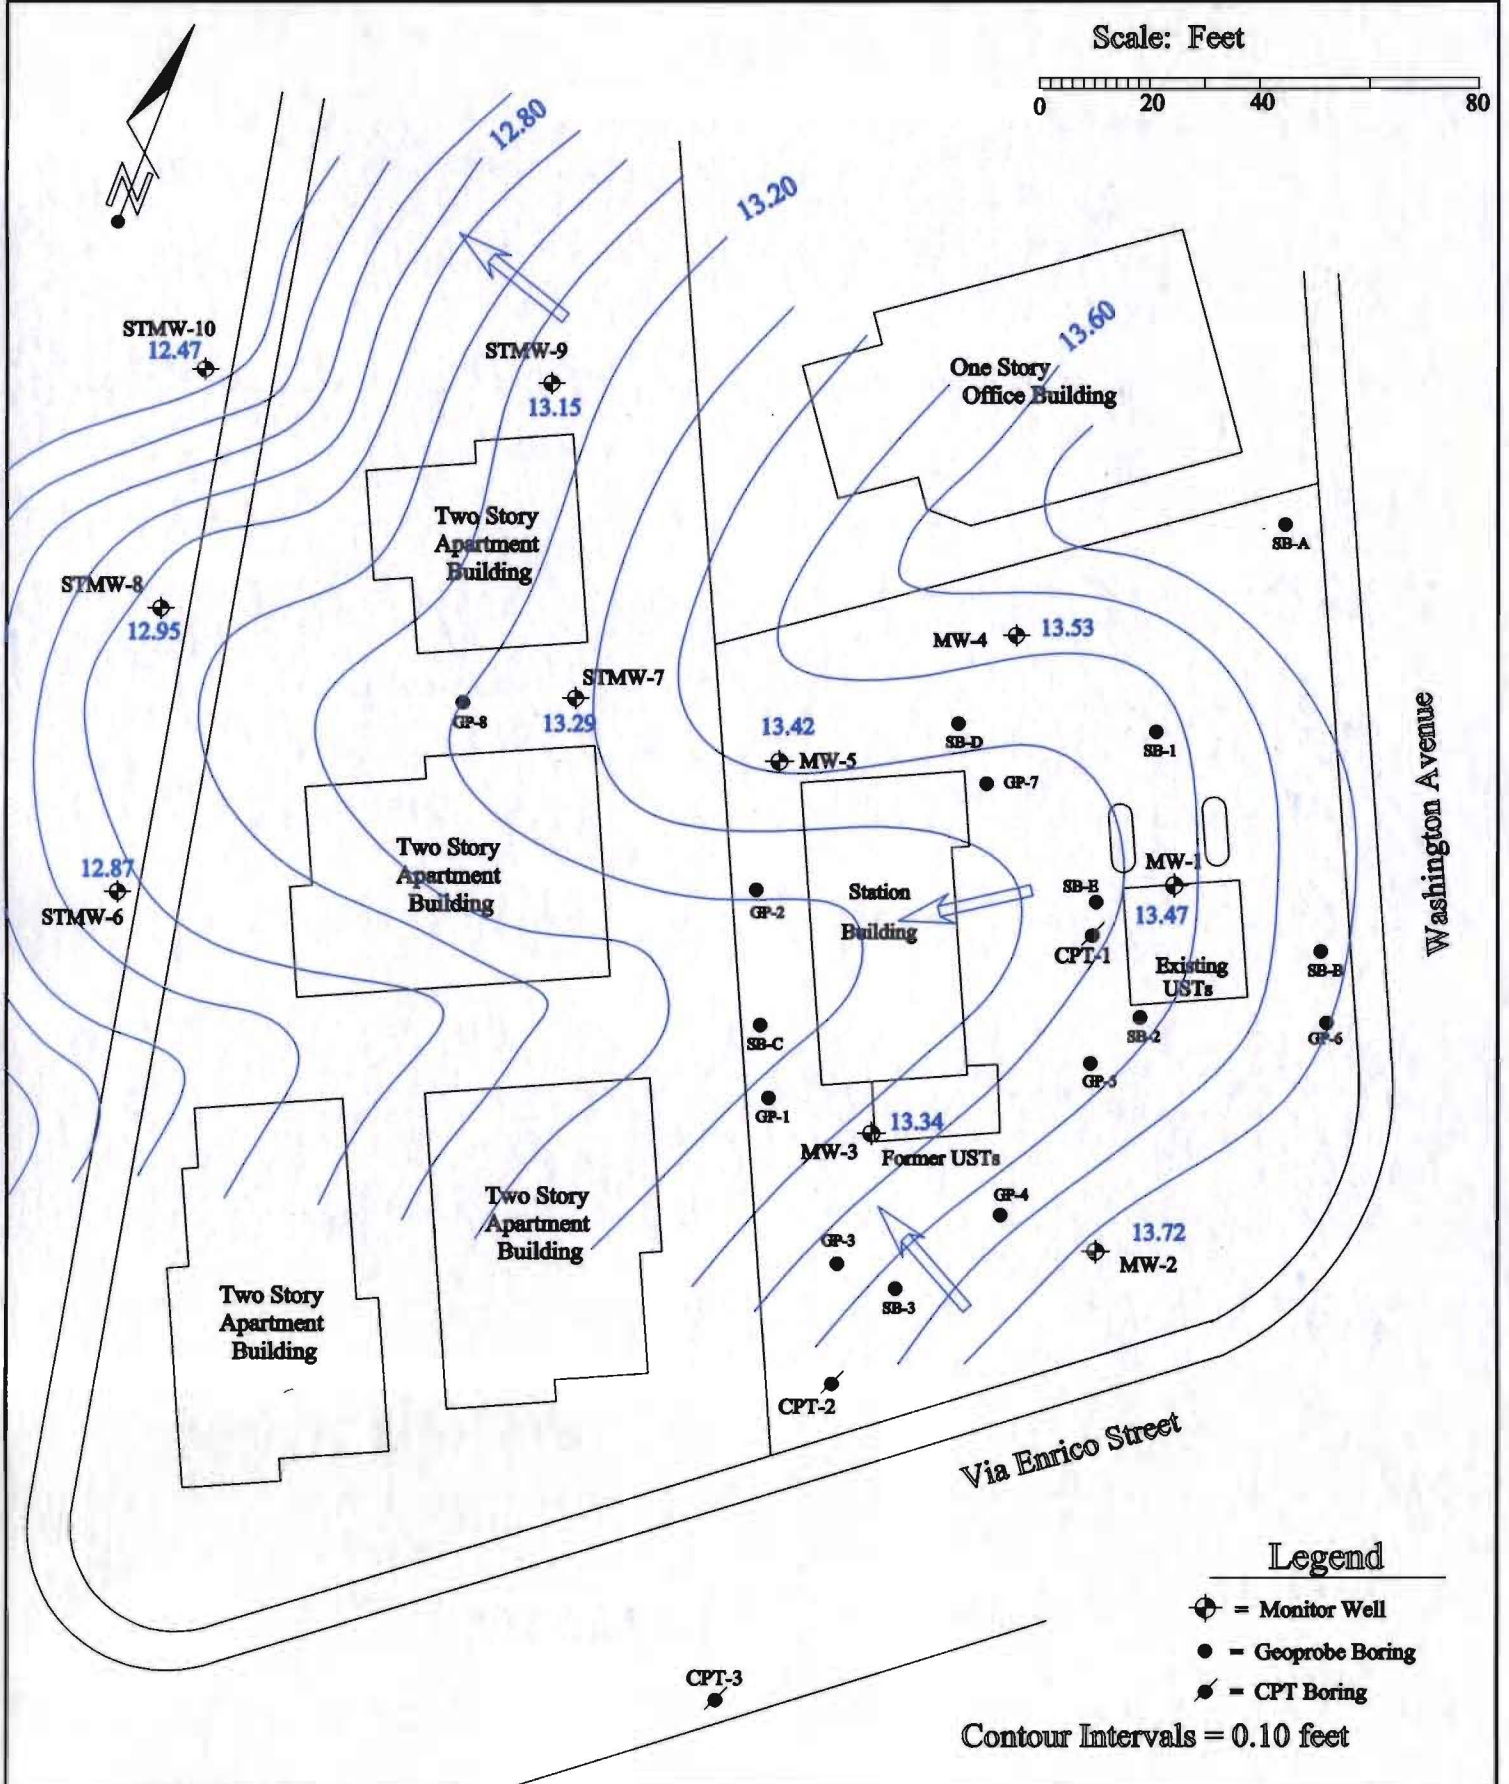 Scale: Feet
0 20 40 80
N
12.80
13.20
13.60
STMW-10
12.47
STMW-9
13.15
One Story
Office Building
Two Story
Apartment
Building
SB-A
STMW-8
12.95
MW-4 13.53
STMW-7
13.29
GP-8
13.42
MW-5
SB-D
SB-1
GP-7
Washington Avenue
Two Story
Apartment
Building
12.87
STMW-6
GP-2
Station
Building
SB-E
MW-1
13.47
CPT-1
Existing
USTs
SB-B
SB-C
SB-2
GP-6
GP-5
GP-1
13.34
MW-3
Former USTs
GP-4
Two Story
Apartment
Building
GP-3
SB-3
13.72
MW-2
Two Story
Apartment
Building
CPT-2
Via Enrico Street
CPT-3
Legend
= Monitor Well
= Geoprobe Boring
= CPT Boring
Contour Intervals = 0.10 feet